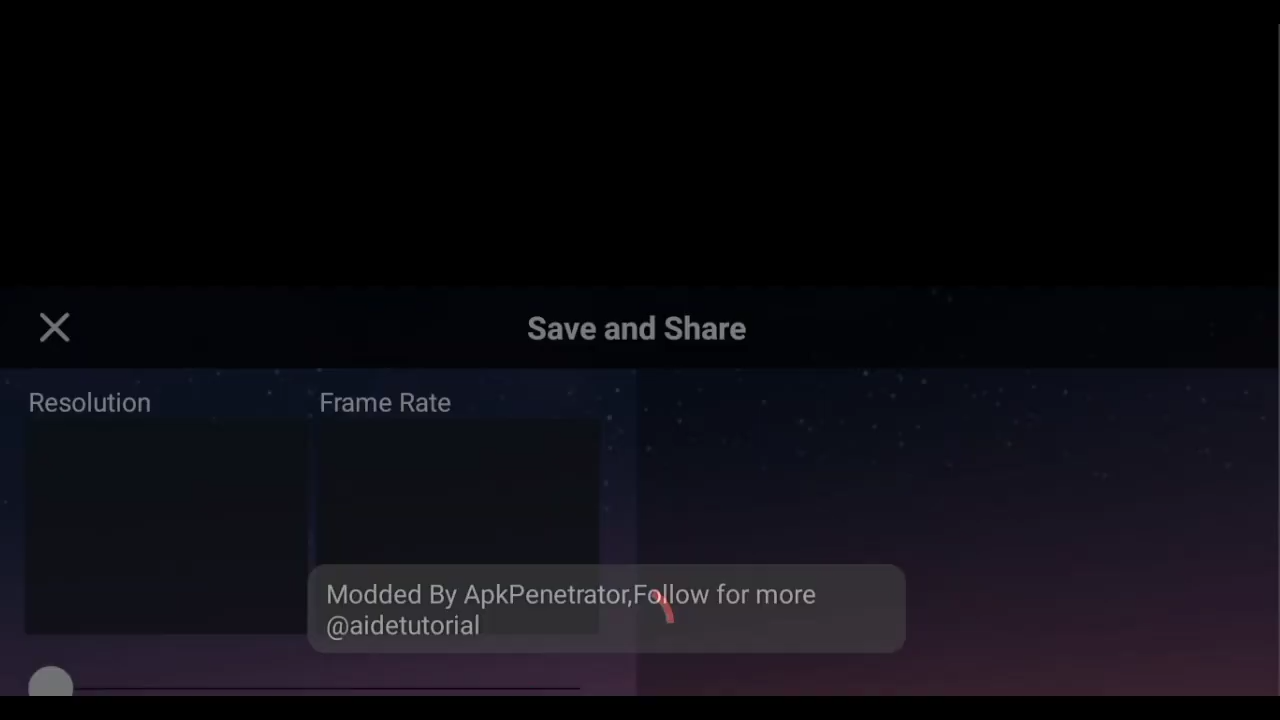 Save and Share
Resolution Frame Rate
Modded By ApkPenetrator,Follow for more
@aidetutorial